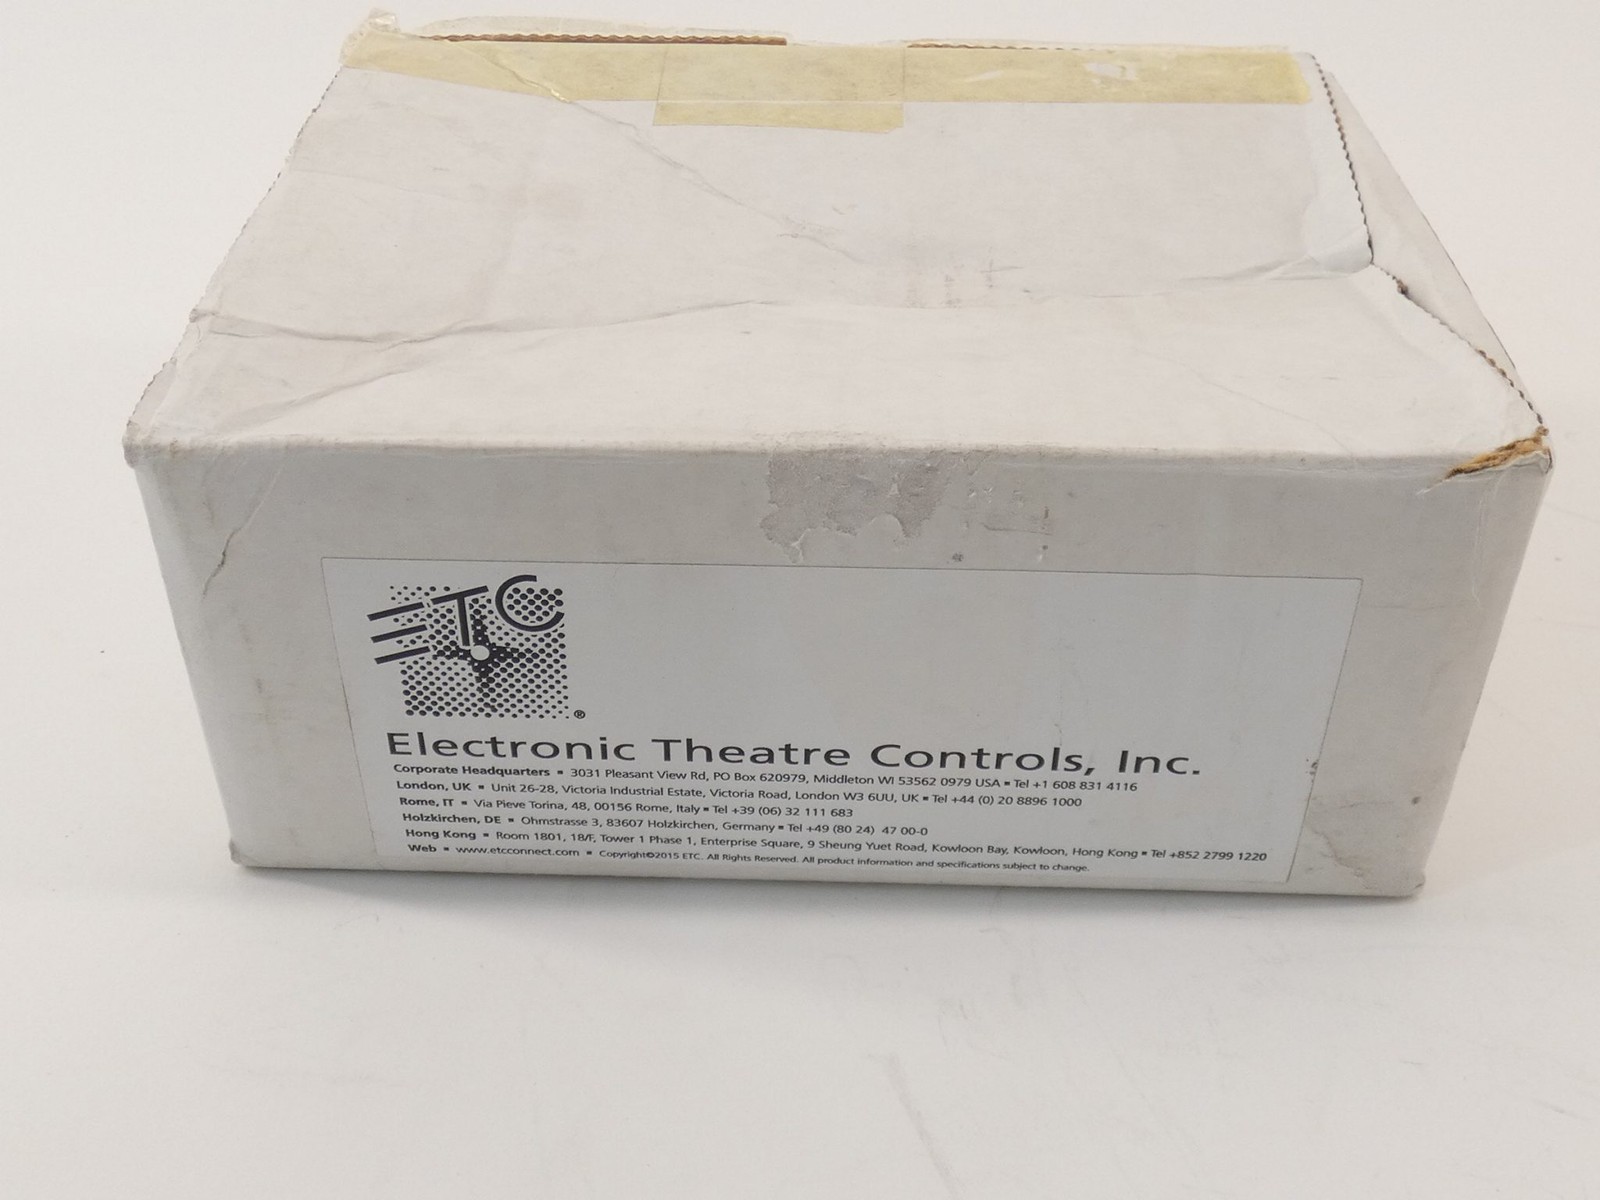 ETC®
Electronic Theatre Controls, Inc.
Corporate Headquarters ▪ 3031 Pleasant View Rd, PO Box 620979, Middleton WI 53562 0979 USA ▪ Tel +1 608 831 4116
London, UK ▪ Unit 26-28, Victoria Industrial Estate, Victoria Road, London W3 6UU, UK ▪ Tel +44 (0) 20 8896 1000
Rome, IT ▪ Via Pieve Torina, 48, 00156 Rome, Italy ▪ Tel +39 (06) 32 111 683
Holzkirchen, DE ▪ Ohmstrasse 3, 83607 Holzkirchen, Germany ▪ Tel +49 (80 24) 47 00-0
Hong Kong ▪ Room 1801, 18/F, Tower 1 Phase 1, Enterprise Square, 9 Sheung Yuet Road, Kowloon Bay, Kowloon, Hong Kong ▪ Tel +852 2799 1220
Web ▪ www.etcconnect.com ▪ Copyright©2015 ETC. All Rights Reserved. All product information and specifications subject to change.